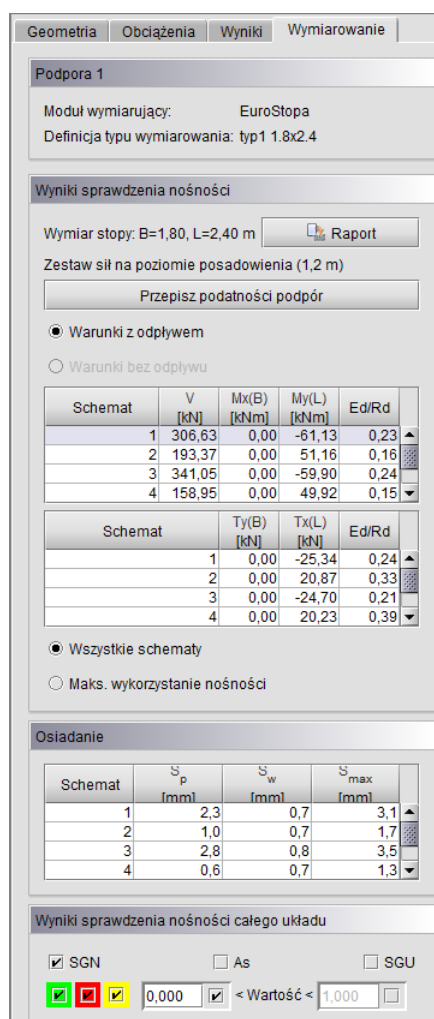 Geometria Obciążenia Wyniki Wymiarowanie
Podpora 1
Moduł wymiarujący: EuroStopa
Definicja typu wymiarowania: typ1 1.8x2.4
Wyniki sprawdzenia nośności
Wymiar stopy: B=1,80, L=2,40 m Raport
Zestaw sił na poziomie posadowienia (1,2 m)
Przepisz podatności podpór
Warunki z odpływem
Warunki bez odpływu
Schemat V [kN] Mx(B) [kNm] My(L) [kNm] Ed/Rd
1 306,63 0,00 -61,13 0,23
2 193,37 0,00 51,16 0,16
3 341,05 0,00 -59,90 0,24
4 158,95 0,00 49,92 0,15
Schemat Ty(B) [kN] Tx(L) [kN] Ed/Rd
1 0,00 -25,34 0,24
2 0,00 20,87 0,33
3 0,00 -24,70 0,21
4 0,00 20,23 0,39
Wszystkie schematy
Maks. wykorzystanie nośności
Osiadanie
Schemat Sp [mm] Sw [mm] Smax [mm]
1 2,3 0,7 3,1
2 1,0 0,7 1,7
3 2,8 0,8 3,5
4 0,6 0,7 1,3
Wyniki sprawdzenia nośności całego układu
SGN As SGU
0,000 < Wartość < 1,000